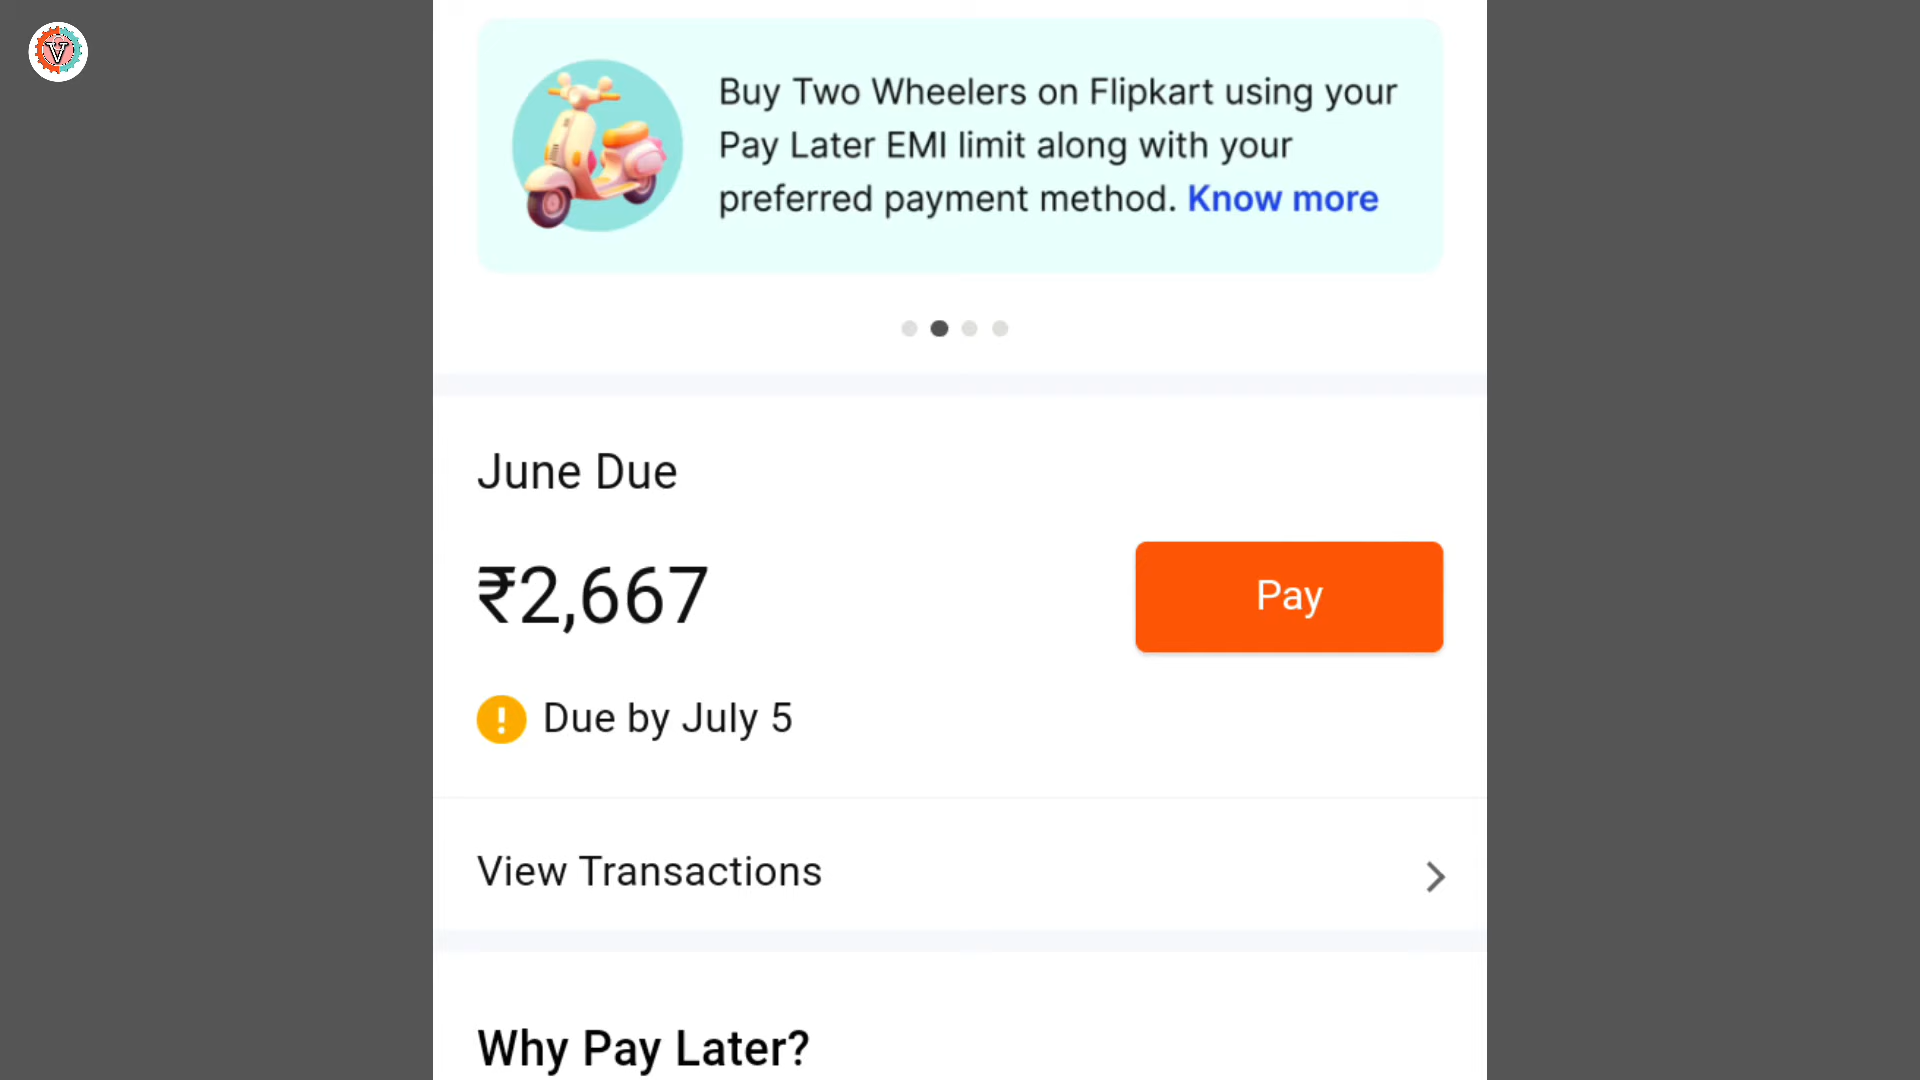 V
Buy Two Wheelers on Flipkart using your
Pay Later EMI limit along with your
preferred payment method. Know more
June Due
₹2,667
Pay
! Due by July 5
View Transactions
Why Pay Later?